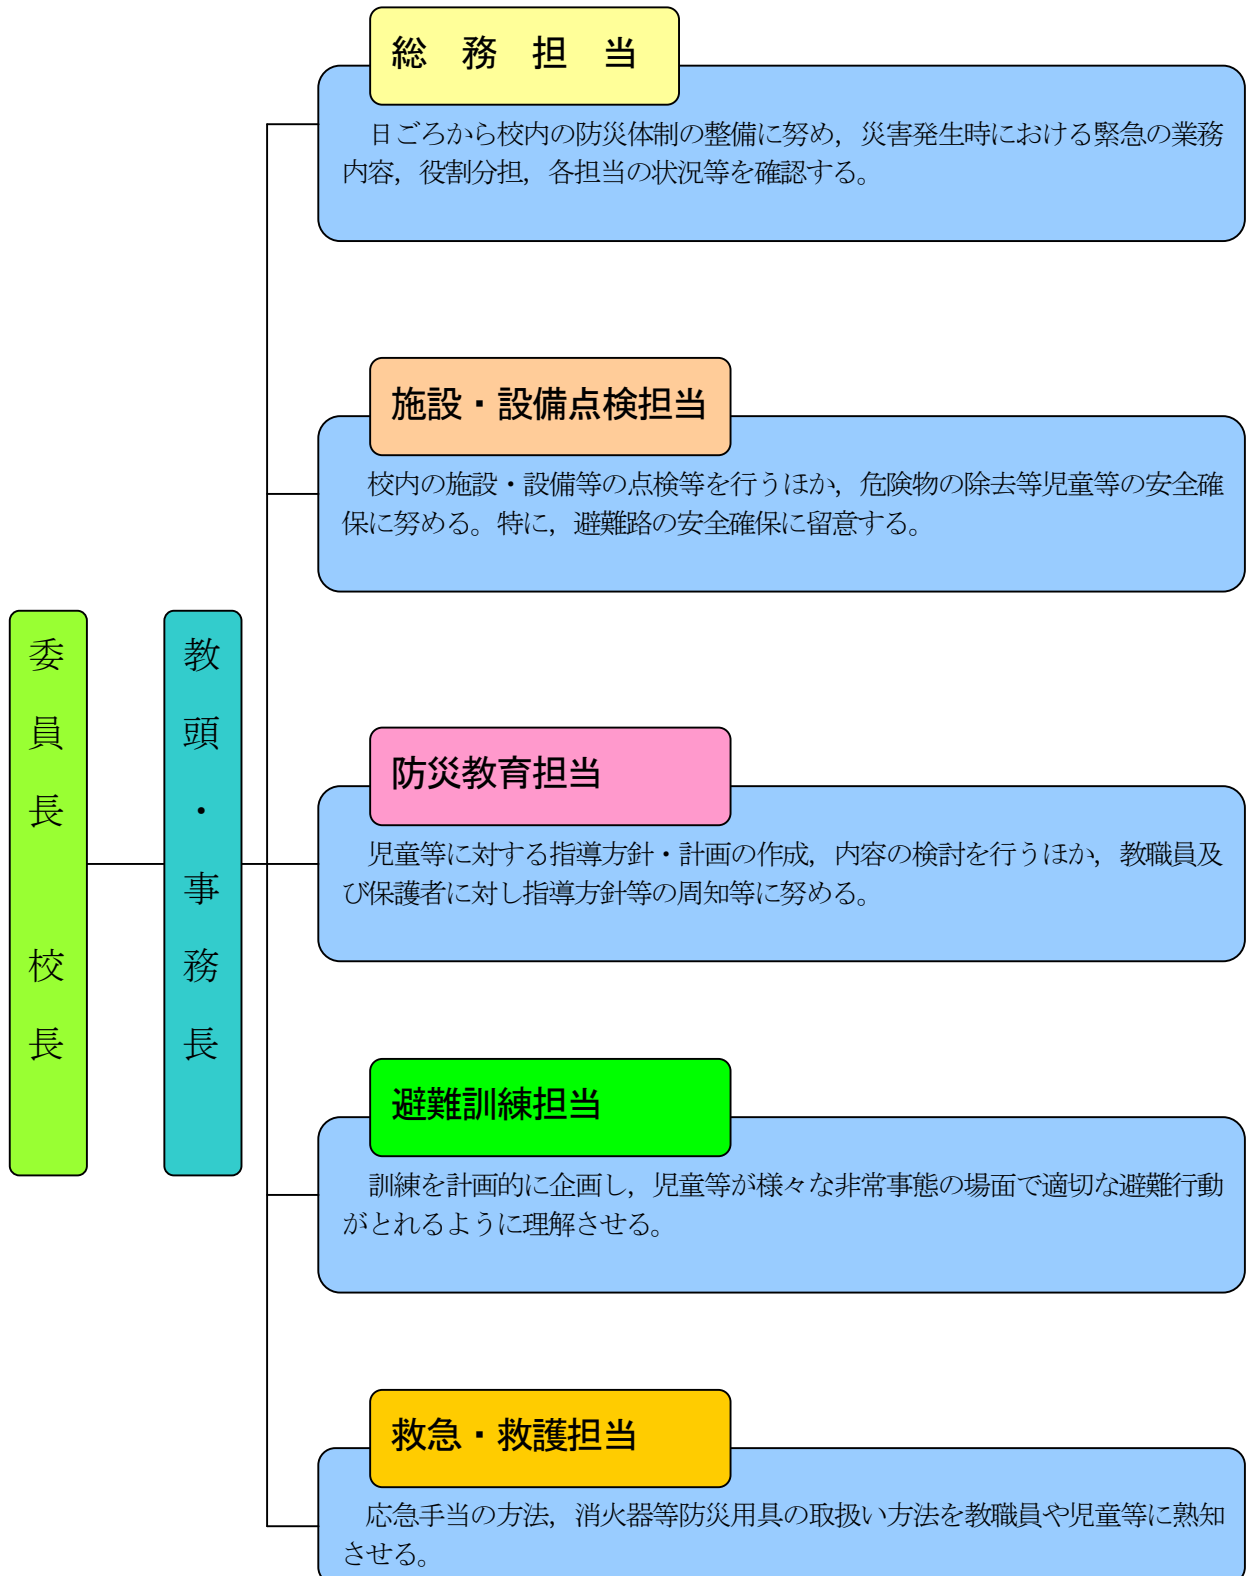 総　務　担　当
日ごろから校内の防災体制の整備に努め，災害発生時における緊急の業務
内容，役割分担，各担当の状況等を確認する。
施設・設備点検担当
校内の施設・設備等の点検等を行うほか，危険物の除去等児童等の安全確
保に努める。特に，避難路の安全確保に留意する。
委員長　校長
教頭・事務長
防災教育担当
児童等に対する指導方針・計画の作成，内容の検討を行うほか，教職員及
び保護者に対し指導方針等の周知等に努める。
避難訓練担当
訓練を計画的に企画し，児童等が様々な非常事態の場面で適切な避難行動
がとれるように理解させる。
救急・救護担当
応急手当の方法，消火器等防災用具の取扱い方法を教職員や児童等に熟知
させる。